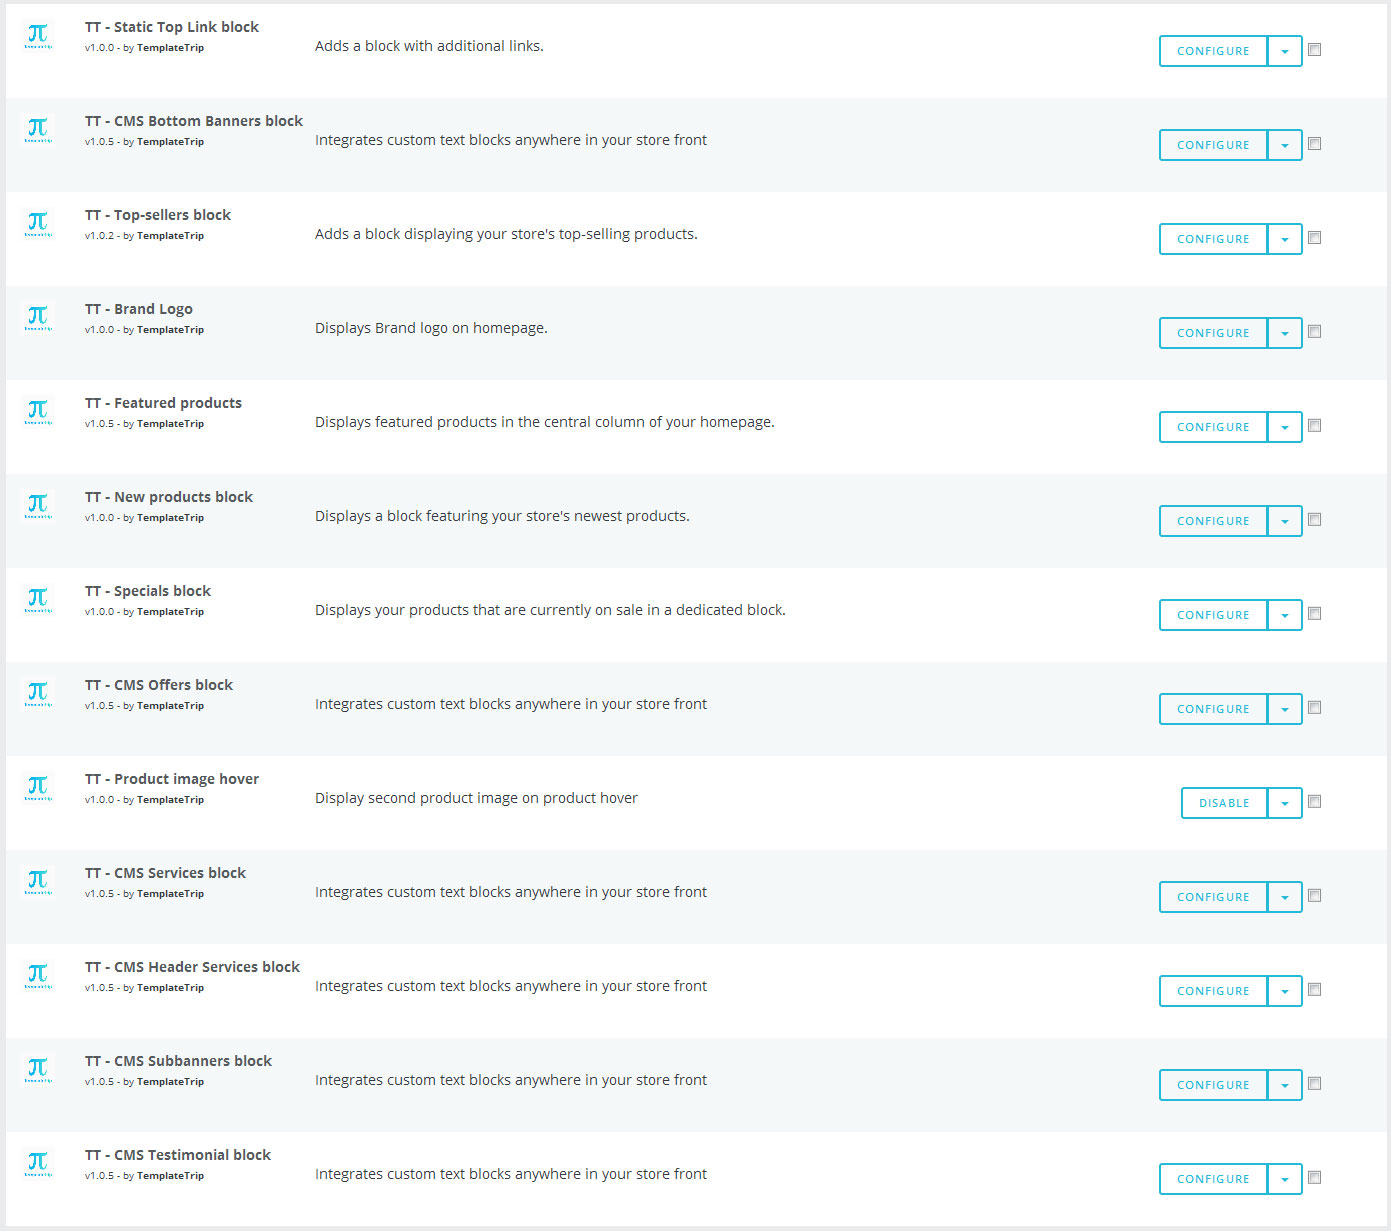 TT - Static Top Link block
v1.0.0 - by TemplateTrip
Adds a block with additional links.
CONFIGURE
TT - CMS Bottom Banners block
v1.0.5 - by TemplateTrip
Integrates custom text blocks anywhere in your store front
CONFIGURE
TT - Top-sellers block
v1.0.2 - by TemplateTrip
Adds a block displaying your store's top-selling products.
CONFIGURE
TT - Brand Logo
v1.0.0 - by TemplateTrip
Displays Brand logo on homepage.
CONFIGURE
TT - Featured products
v1.0.5 - by TemplateTrip
Displays featured products in the central column of your homepage.
CONFIGURE
TT - New products block
v1.0.0 - by TemplateTrip
Displays a block featuring your store's newest products.
CONFIGURE
TT - Specials block
v1.0.0 - by TemplateTrip
Displays your products that are currently on sale in a dedicated block.
CONFIGURE
TT - CMS Offers block
v1.0.5 - by TemplateTrip
Integrates custom text blocks anywhere in your store front
CONFIGURE
TT - Product image hover
v1.0.0 - by TemplateTrip
Display second product image on product hover
DISABLE
TT - CMS Services block
v1.0.5 - by TemplateTrip
Integrates custom text blocks anywhere in your store front
CONFIGURE
TT - CMS Header Services block
v1.0.5 - by TemplateTrip
Integrates custom text blocks anywhere in your store front
CONFIGURE
TT - CMS Subbanners block
v1.0.5 - by TemplateTrip
Integrates custom text blocks anywhere in your store front
CONFIGURE
TT - CMS Testimonial block
v1.0.5 - by TemplateTrip
Integrates custom text blocks anywhere in your store front
CONFIGURE